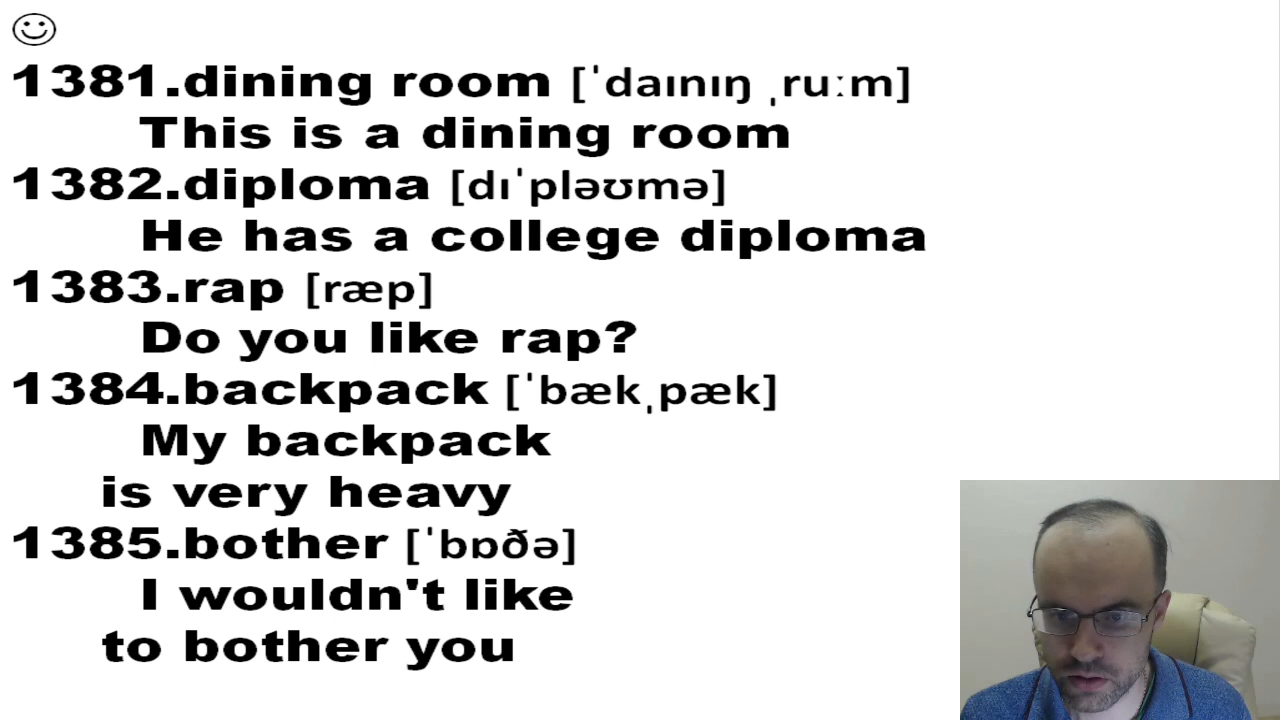 1381.dining room [ˈdaɪnɪŋ ˌruːm]
This is a dining room
1382.diploma [dɪˈpləʊmə]
He has a college diploma
1383.rap [ræp]
Do you like rap?
1384.backpack [ˈbækˌpæk]
My backpack
is very heavy
1385.bother [ˈbɒðə]
I wouldn't like
to bother you